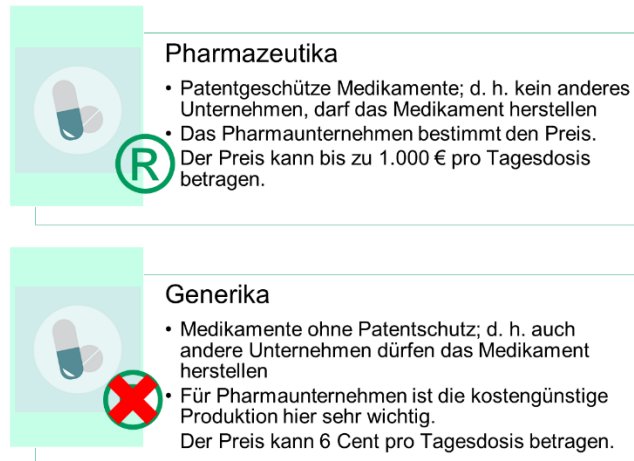 Pharmazeutika
• Patentgeschütze Medikamente; d. h. kein anderes
Unternehmen, darf das Medikament herstellen
• Das Pharmaunternehmen bestimmt den Preis.
Der Preis kann bis zu 1.000 € pro Tagesdosis
betragen.
R
Generika
• Medikamente ohne Patentschutz; d. h. auch
andere Unternehmen dürfen das Medikament
herstellen
• Für Pharmaunternehmen ist die kostengünstige
Produktion hier sehr wichtig.
Der Preis kann 6 Cent pro Tagesdosis betragen.